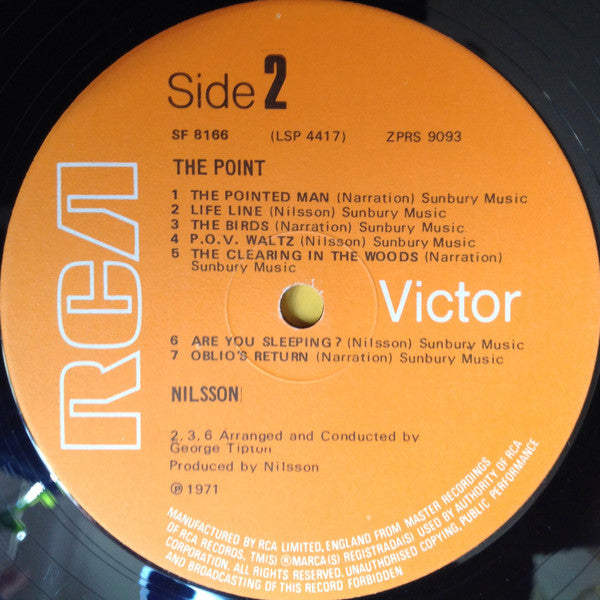 Side 2
SF 8166 (LSP 4417) ZPRS 9093
THE POINT
1 THE POINTED MAN (Narration) Sunbury Music
2 LIFE LINE (Nilsson) Sunbury Music
3 THE BIRDS (Narration) Sunbury Music
4 P.O.V. WALTZ (Nilsson) Sunbury Music
5 THE CLEARING IN THE WOODS (Narration)
Sunbury Music
RCA
Victor
6 ARE YOU SLEEPING? (Nilsson) Sunbury Music
7 OBLIO'S RETURN (Narration) Sunbury Music
NILSSON
2,3,6 Arranged and Conducted by
George Tipton
Produced by Nilsson
℗ 1971
MANUFACTURED BY RCA LIMITED, ENGLAND FROM MASTER RECORDINGS
OF RCA RECORDS. TM(S) ® MARCA(S) REGISTRADA(S) USED BY AUTHORITY OF RCA
CORPORATION. ALL RIGHTS RESERVED. UNAUTHORISED COPYING, PUBLIC PERFORMANCE
AND BROADCASTING OF THIS RECORD FORBIDDEN